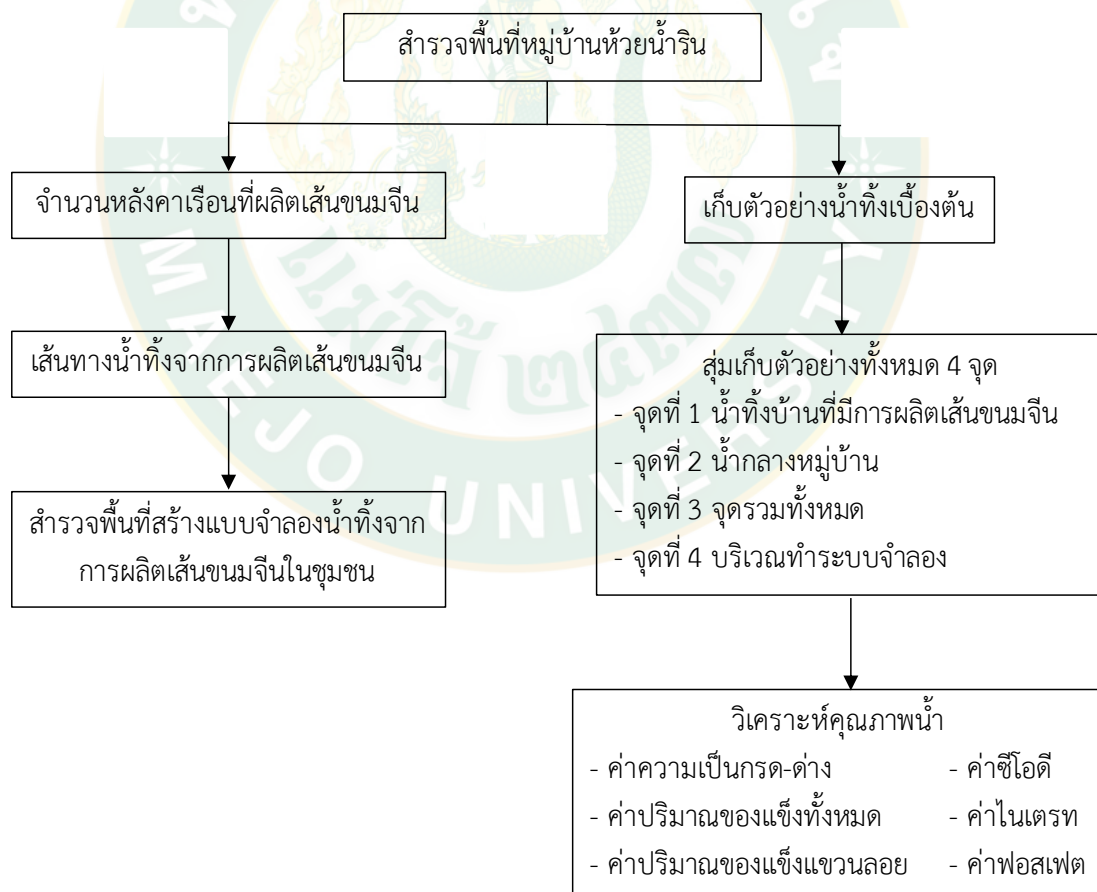 สำรวจพื้นที่หมู่บ้านห้วยน้ำริน
จำนวนหลังคาเรือนที่ผลิตเส้นขนมจีน
เก็บตัวอย่างน้ำทิ้งเบื้องต้น
เส้นทางน้ำทิ้งจากการผลิตเส้นขนมจีน
สุ่มเก็บตัวอย่างทั้งหมด 4 จุด
- จุดที่ 1 น้ำทิ้งบ้านที่มีการผลิตเส้นขนมจีน
- จุดที่ 2 น้ำกลางหมู่บ้าน
- จุดที่ 3 จุดรวมทั้งหมด
- จุดที่ 4 บริเวณทำระบบจำลอง
สำรวจพื้นที่สร้างแบบจำลองน้ำทิ้งจาก
การผลิตเส้นขนมจีนในชุมชน
วิเคราะห์คุณภาพน้ำ
- ค่าความเป็นกรด-ด่าง - ค่าซีโอดี
- ค่าปริมาณของแข็งทั้งหมด - ค่าไนเตรท
- ค่าปริมาณของแข็งแขวนลอย - ค่าฟอสเฟต
แม่โจ้ ๒๔๗๗
MAEJO UNIVERSITY